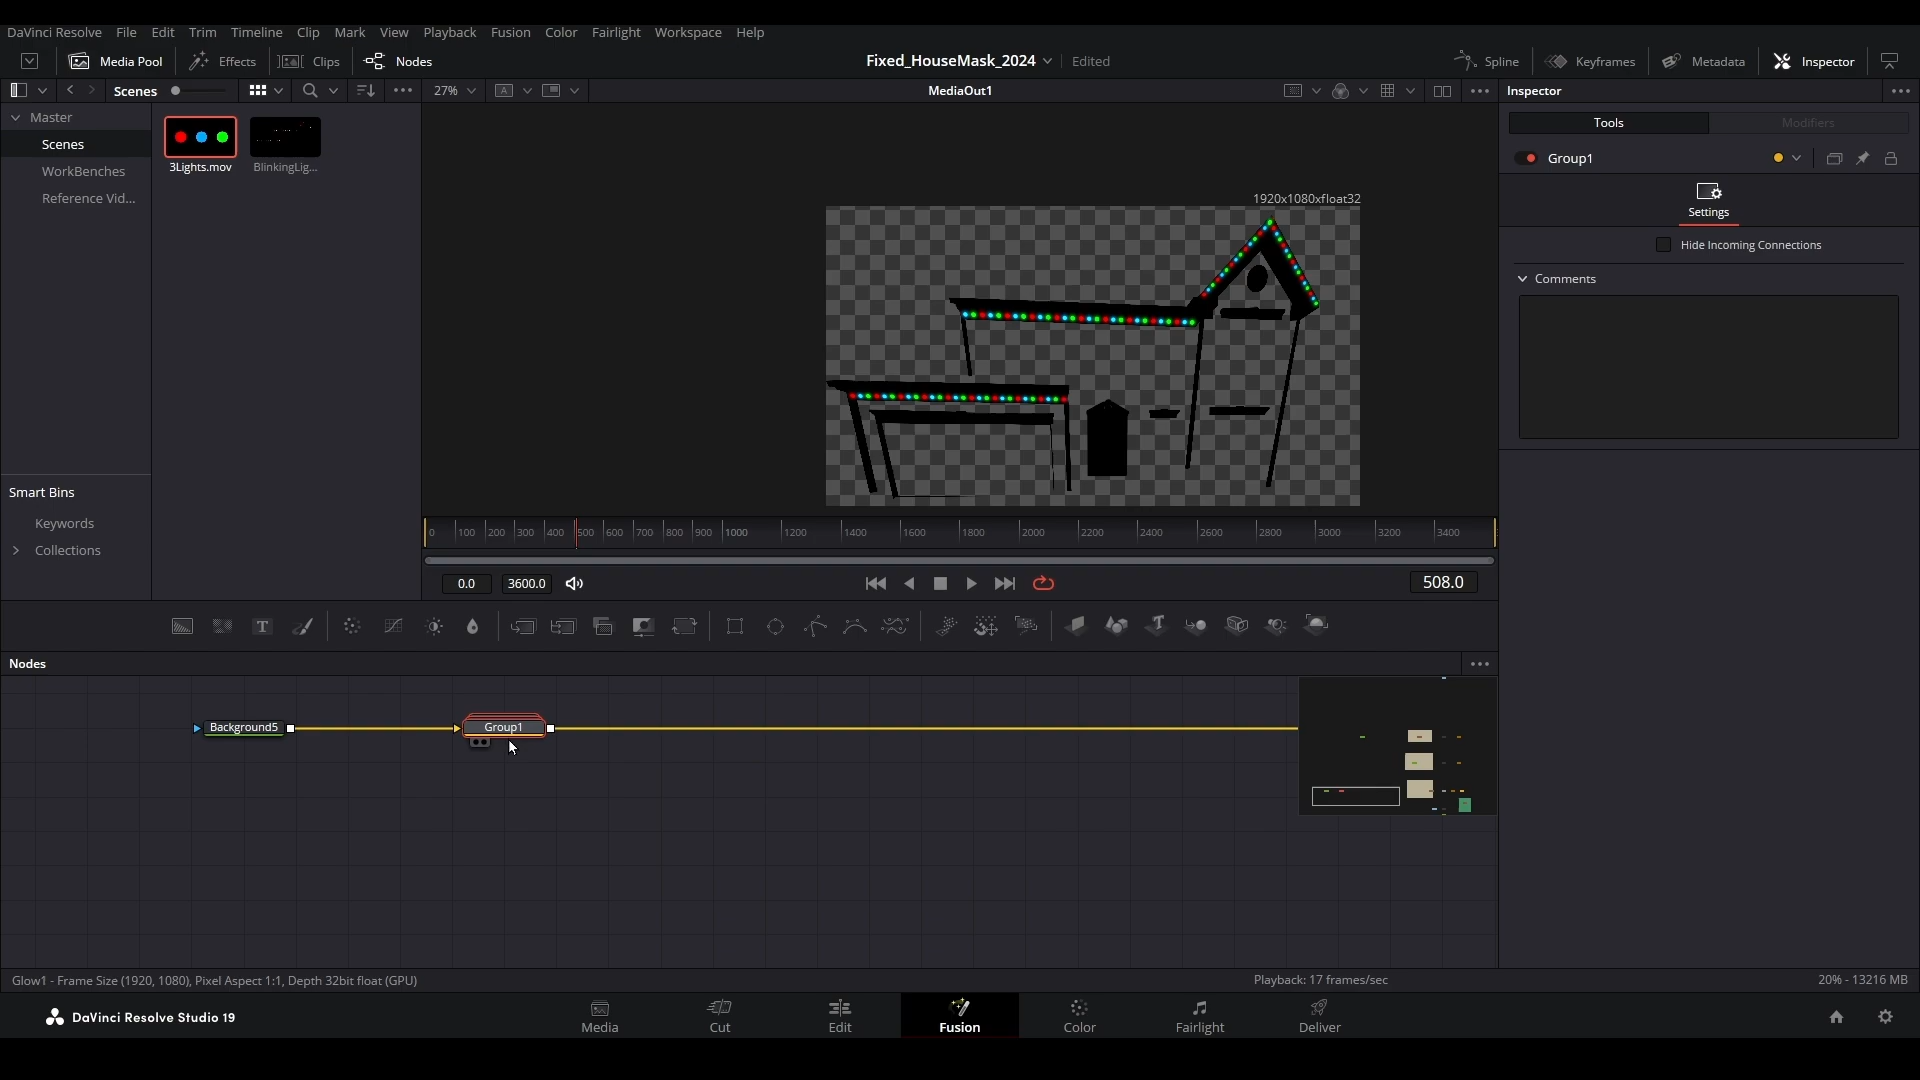 DaVinci Resolve File Edit Trim Timeline Clip Mark View Playback Fusion Color Fairlight Workspace Help
Media Pool Effects Clips Nodes Fixed_HouseMask_2024 Edited Spline Keyframes Metadata Inspector
Scenes 27% A MediaOut1 Inspector
Master
Scenes
WorkBenches
Reference Vid...
3Lights.mov BlinkingLig...
Tools Modifiers
Group1
Settings
Hide Incoming Connections
Comments
1920x1080xfloat32
Smart Bins
Keywords
Collections
0 100 200 300 400 500 600 700 800 900 1000 1200 1400 1600 1800 2000 2200 2400 2600 2800 3000 3200 3400
0.0 3600.0 508.0
T T
Nodes
Background5 Group1
Glow1 - Frame Size (1920, 1080), Pixel Aspect 1:1, Depth 32bit float (GPU) Playback: 17 frames/sec 20% - 13216 MB
DaVinci Resolve Studio 19 Media Cut Edit Fusion Color Fairlight Deliver